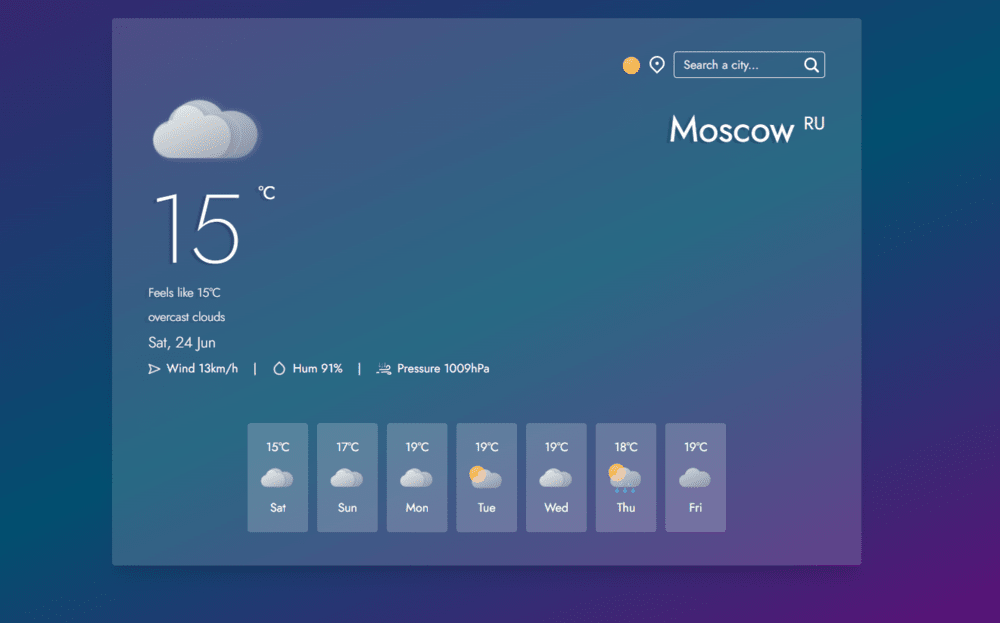 Search a city...
Moscow RU
15 °C
Feels like 15°C
overcast clouds
Sat, 24 Jun
Wind 13km/h | Hum 91% | Pressure 1009hPa
15°C 17°C 19°C 19°C 19°C 18°C 19°C
Sat Sun Mon Tue Wed Thu Fri